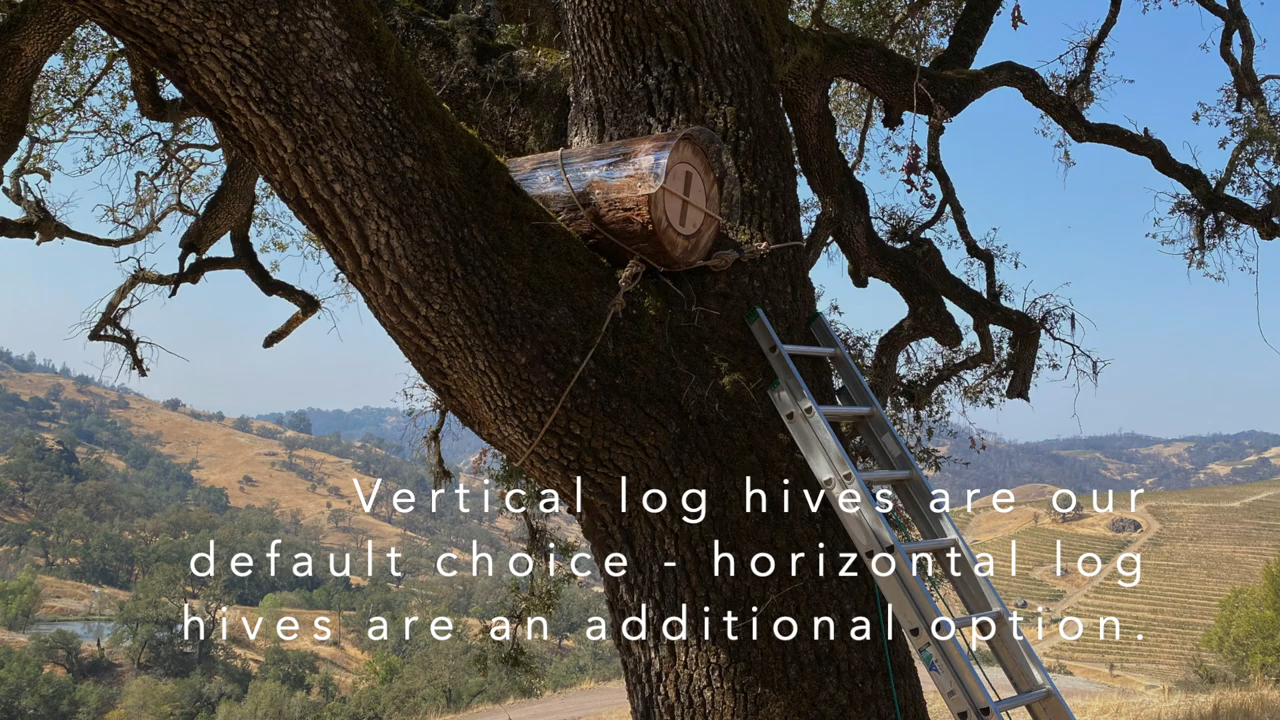 Vertical log hives are our
default choice - horizontal log
hives are an additional option.